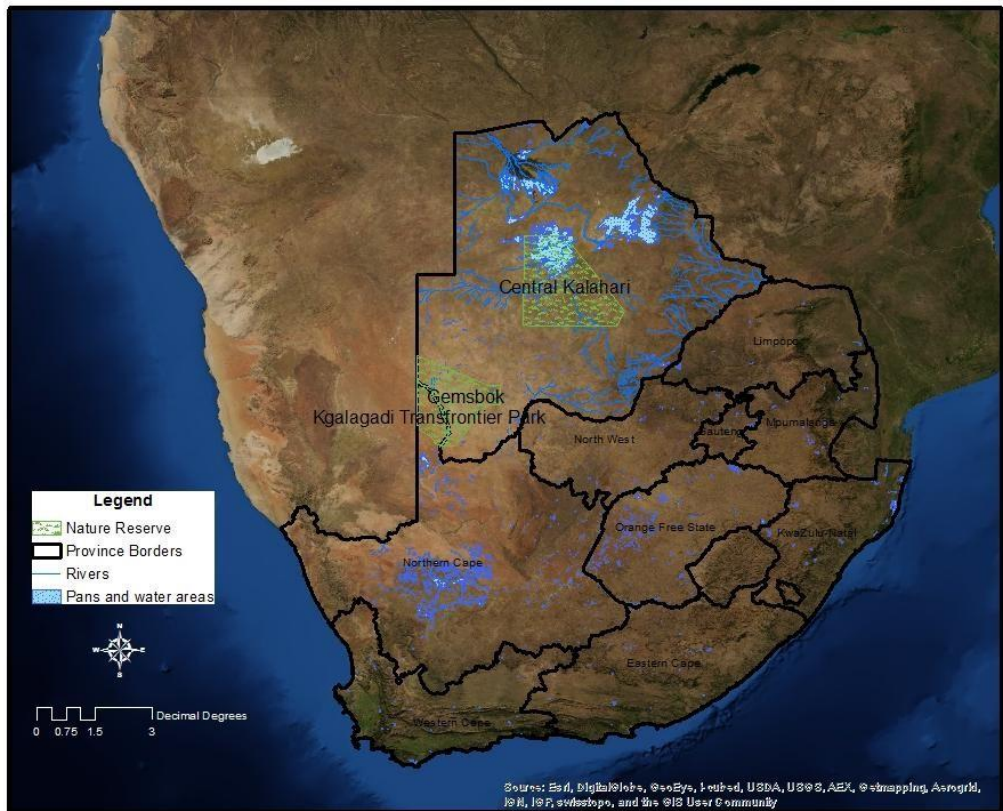 Central Kalahari
Limpopo
Gemsbok
Kgalagadi Transfrontier Park
Mpumalanga
Gauteng
North West
Legend
Nature Reserve
Province Borders
Rivers
Pans and water areas
Orange Free State
KwaZulu-Natal
Northern Cape
N
W
E
S
Eastern Cape
Decimal Degrees
0 0.75 1.5 3
Western Cape
Source: Esri, DigitalGlobe, GeoEye, i-cubed, USDA, USGS, AEX, Getmapping, Aerogrid,
IGN, IGP, swisstopo, and the GIS User Community